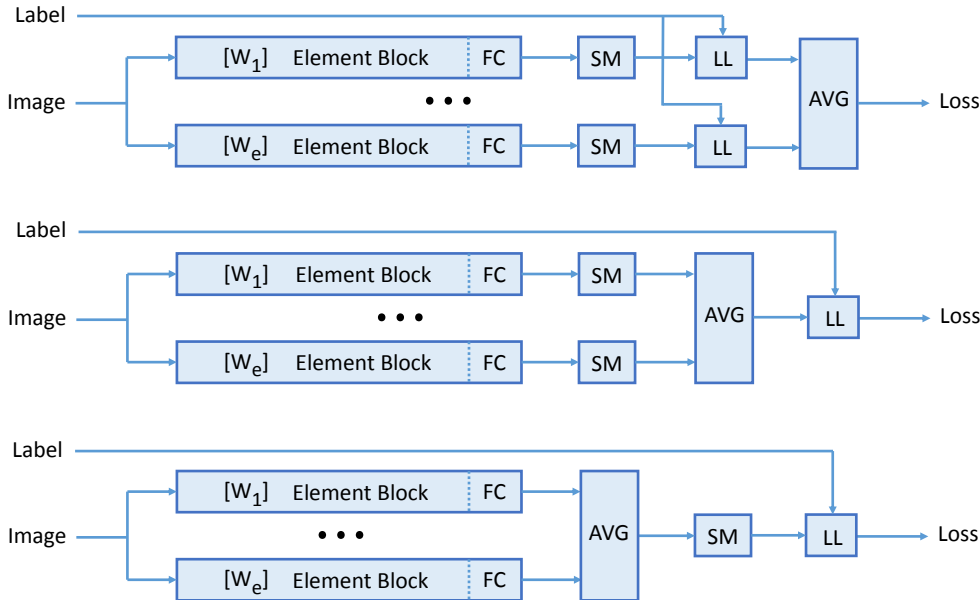 Label
[W1] Element Block FC SM LL
Image • • • AVG Loss
[We] Element Block FC SM LL
Label
[W1] Element Block FC SM
Image • • • AVG LL Loss
[We] Element Block FC SM
Label
[W1] Element Block FC
Image • • • AVG SM LL Loss
[We] Element Block FC